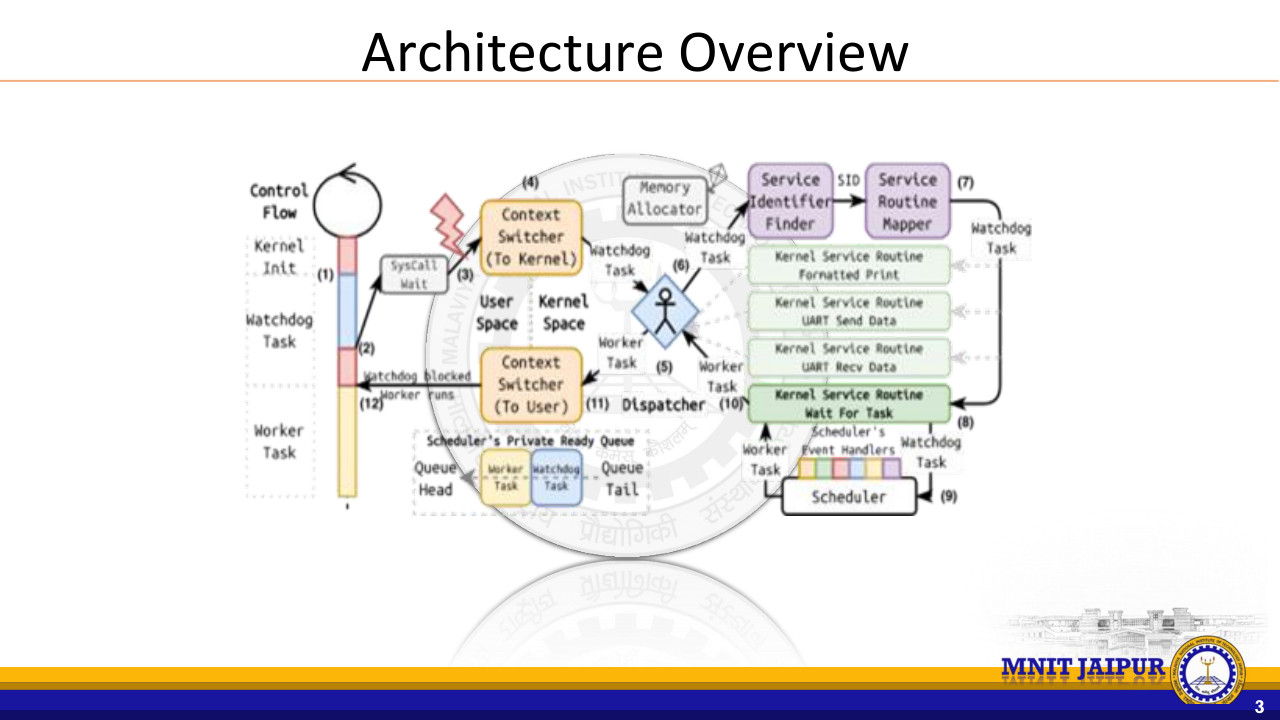 Architecture Overview
Control
Flow
Kernel
Init
(1)
Watchdog
Task
(2)
Worker
Task
SysCall
Wait
(3)
(4)
Context
Switcher
(To Kernel)
User
Space
Kernel
Space
Context
Switcher
(To User)
Watchdog blocked
Worker runs
(12)
(11)
Watchdog
Task
Worker
Task
(5)
Dispatcher
(6)
Watchdog
Task
Worker
Task
(10)
Memory
Allocator
Service
Identifier
Finder
SID
Service
Routine
Mapper
(7)
Watchdog
Task
Kernel Service Routine
Formatted Print
Kernel Service Routine
UART Send Data
Kernel Service Routine
UART Recv Data
Kernel Service Routine
Wait For Task
(8)
Scheduler's
Event Handlers
Worker
Task
Watchdog
Task
Scheduler
(9)
Scheduler's Private Ready Queue
Queue
Head
Worker
Task
Watchdog
Task
Queue
Tail
MNIT JAIPUR
3